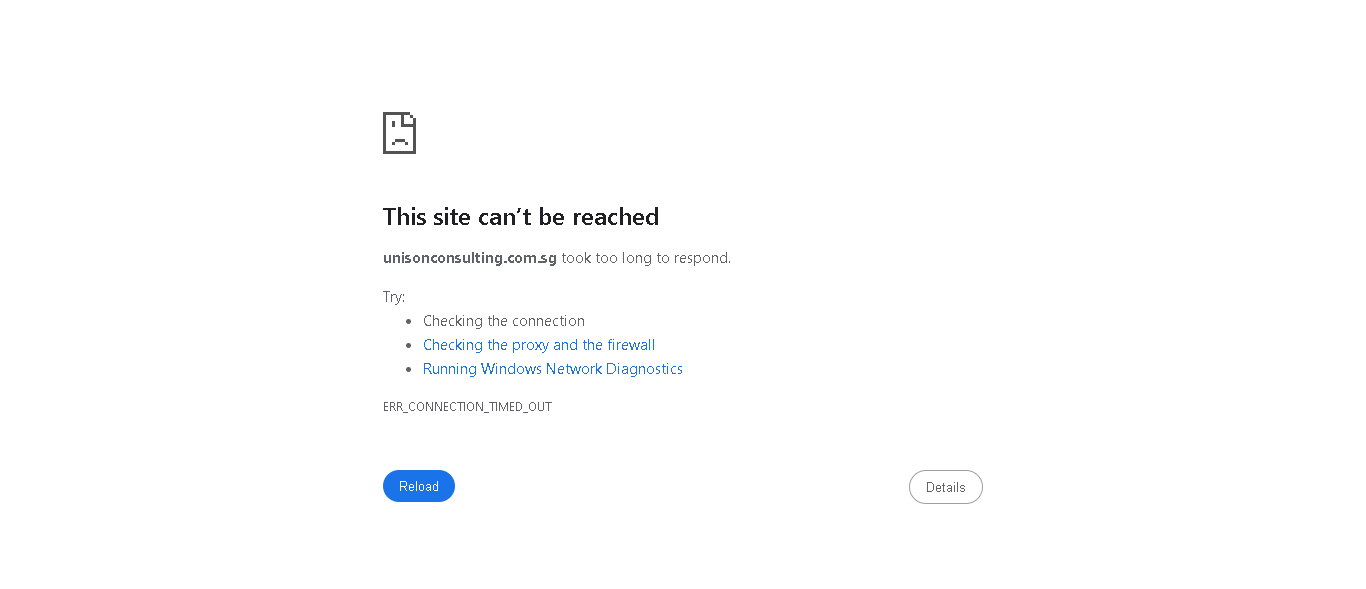 This site can’t be reached
unisonconsulting.com.sg took too long to respond.
Try:
Checking the connection
Checking the proxy and the firewall
Running Windows Network Diagnostics
ERR_CONNECTION_TIMED_OUT
Reload
Details